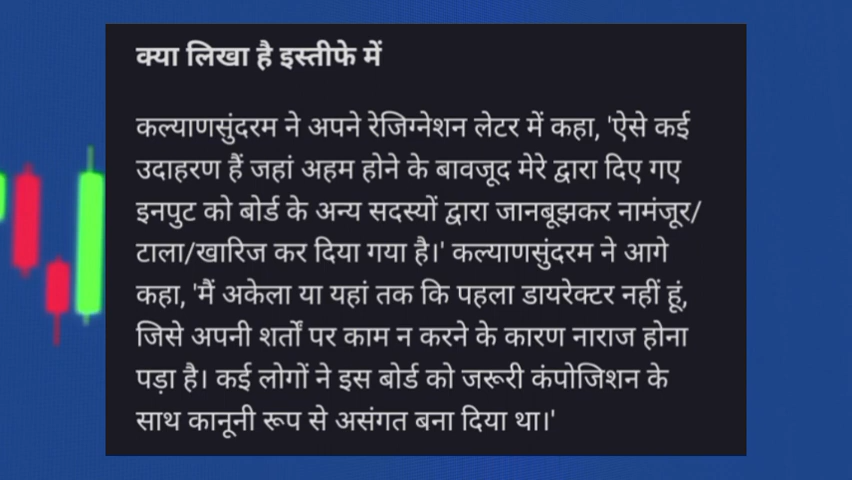 क्या लिखा है इस्तीफे में
कल्याणसुंदरम ने अपने रेजिग्नेशन लेटर में कहा, 'ऐसे कई
उदाहरण हैं जहां अहम होने के बावजूद मेरे द्वारा दिए गए
इनपुट को बोर्ड के अन्य सदस्यों द्वारा जानबूझकर नामंजूर/
टाला/खारिज कर दिया गया है।' कल्याणसुंदरम ने आगे
कहा, 'मैं अकेला या यहां तक कि पहला डायरेक्टर नहीं हूं,
जिसे अपनी शर्तों पर काम न करने के कारण नाराज होना
पड़ा है। कई लोगों ने इस बोर्ड को जरूरी कंपोजिशन के
साथ कानूनी रूप से असंगत बना दिया था।'